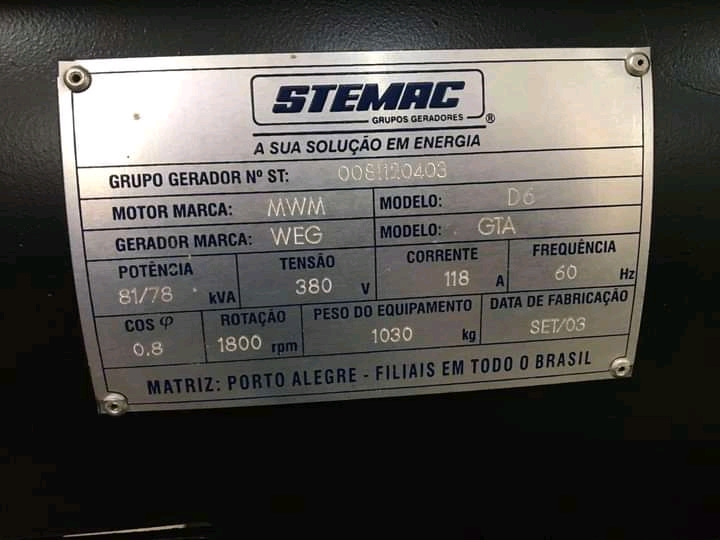 STEMAC
GRUPOS GERADORES ®
A SUA SOLUÇÃO EM ENERGIA
GRUPO GERADOR Nº ST: 0081120403
MOTOR MARCA: MWM MODELO: D6
GERADOR MARCA: WEG MODELO: GTA
POTÊNCIA TENSÃO CORRENTE FREQUÊNCIA
81/78 kVA 380 V 118 A 60 Hz
COS φ ROTAÇÃO PESO DO EQUIPAMENTO DATA DE FABRICAÇÃO
0.8 1800 rpm 1030 kg SET/03
MATRIZ: PORTO ALEGRE - FILIAIS EM TODO O BRASIL